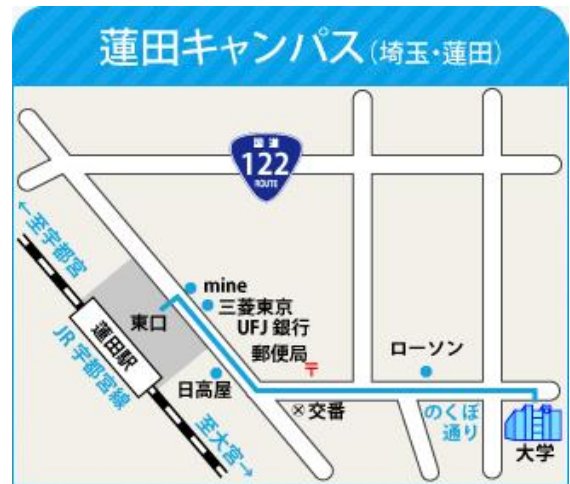 蓮田キャンパス(埼玉・蓮田)
国道
122
ROUTE
←至宇都宮
mine
三菱東京
UFJ銀行
東口
蓮田駅
JR宇都宮線
郵便局
〒
ローソン
日高屋
交番
のくぼ
通り
至大宮→
大学